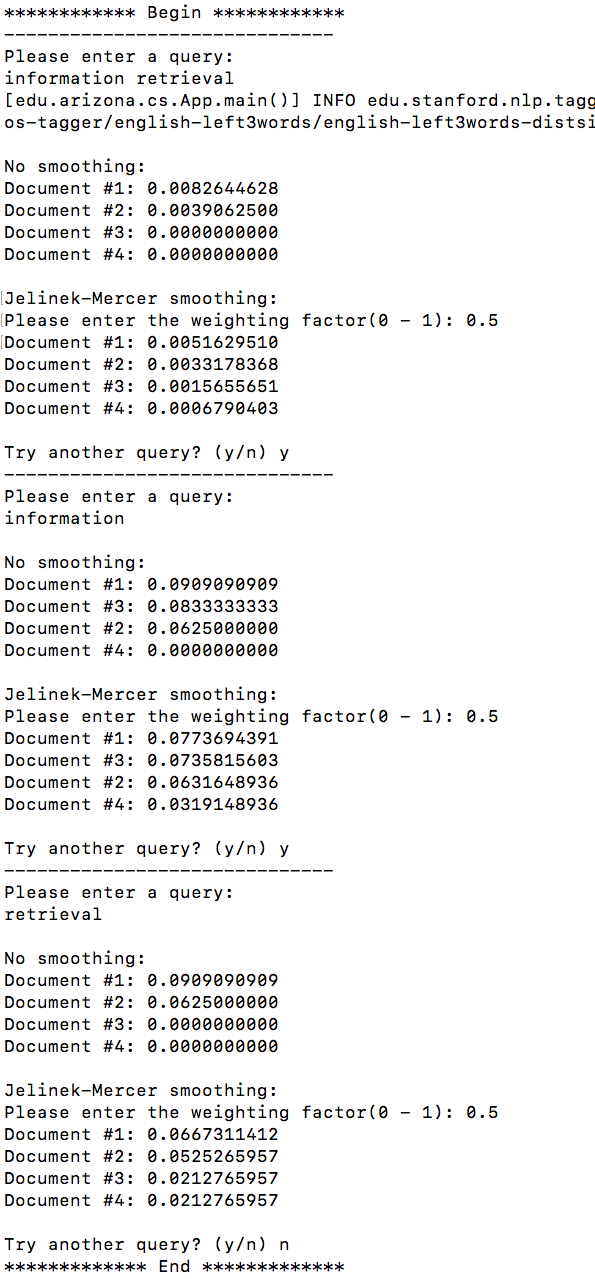 ************ Begin ************
------------------------------
Please enter a query:
information retrieval
[edu.arizona.cs.App.main()] INFO edu.stanford.nlp.tagg
os-tagger/english-left3words/english-left3words-distsi
No smoothing:
Document #1: 0.0082644628
Document #2: 0.0039062500
Document #3: 0.0000000000
Document #4: 0.0000000000
Jelinek-Mercer smoothing:
Please enter the weighting factor(0 - 1): 0.5
Document #1: 0.0051629510
Document #2: 0.0033178368
Document #3: 0.0015655651
Document #4: 0.0006790403
Try another query? (y/n) y
------------------------------
Please enter a query:
information
No smoothing:
Document #1: 0.0909090909
Document #3: 0.0833333333
Document #2: 0.0625000000
Document #4: 0.0000000000
Jelinek-Mercer smoothing:
Please enter the weighting factor(0 - 1): 0.5
Document #1: 0.0773694391
Document #3: 0.0735815603
Document #2: 0.0631648936
Document #4: 0.0319148936
Try another query? (y/n) y
------------------------------
Please enter a query:
retrieval
No smoothing:
Document #1: 0.0909090909
Document #2: 0.0625000000
Document #3: 0.0000000000
Document #4: 0.0000000000
Jelinek-Mercer smoothing:
Please enter the weighting factor(0 - 1): 0.5
Document #1: 0.0667311412
Document #2: 0.0525265957
Document #3: 0.0212765957
Document #4: 0.0212765957
Try another query? (y/n) n
************* End *************